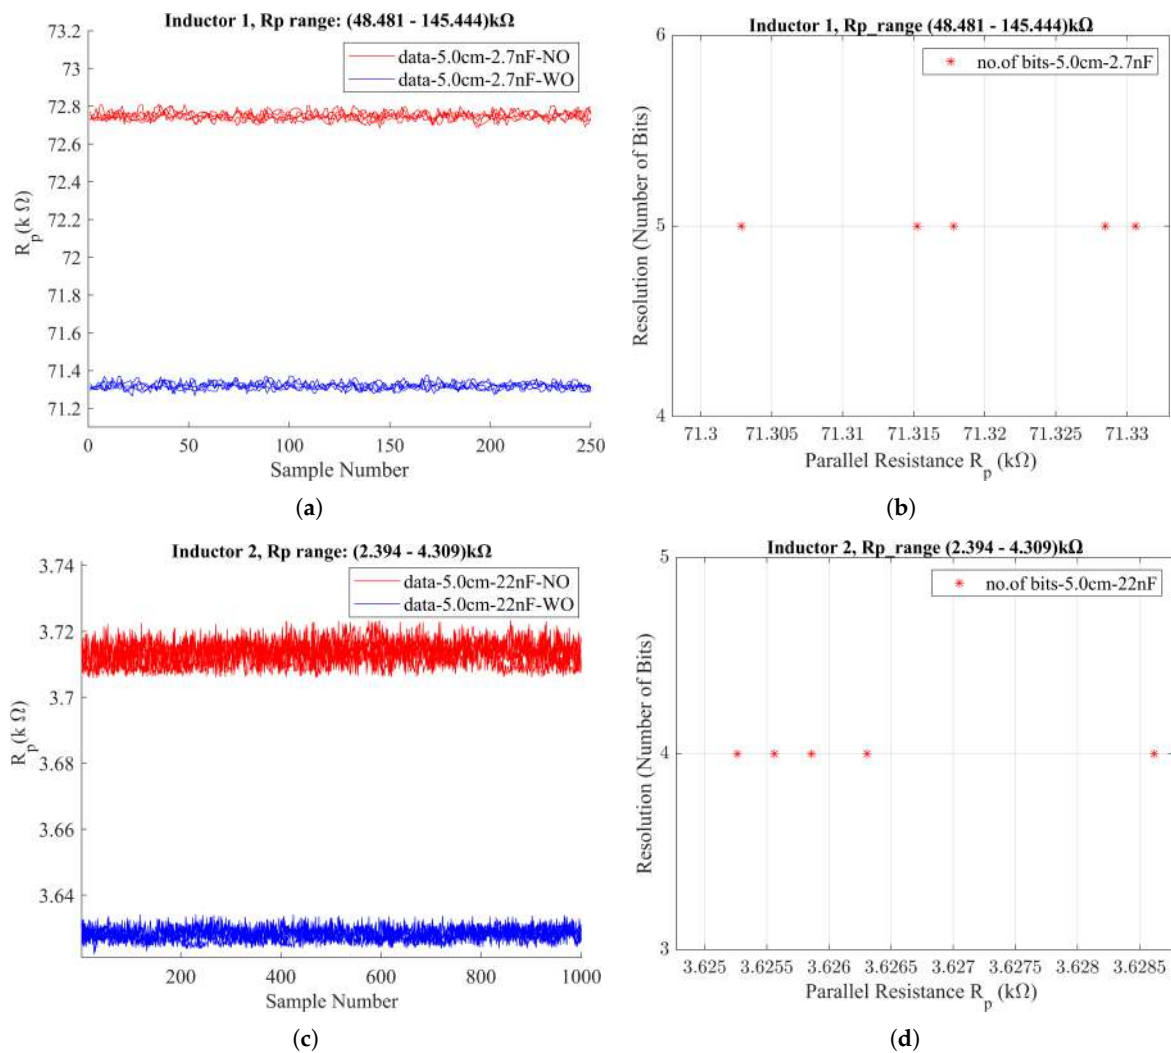 Inductor 1, Rp range: (48.481 - 145.444)kΩ
73.2
73
72.8
72.6
72.4
72.2
72
71.8
71.6
71.4
71.2
R_p(k Ω)
data-5.0cm-2.7nF-NO
data-5.0cm-2.7nF-WO
0 50 100 150 200 250
Sample Number
(a)
Inductor 1, Rp_range (48.481 - 145.444)kΩ
6
5
4
Resolution (Number of Bits)
no.of bits-5.0cm-2.7nF
71.3 71.305 71.31 71.315 71.32 71.325 71.33
Parallel Resistance R_p (kΩ)
(b)
Inductor 2, Rp range: (2.394 - 4.309)kΩ
3.74
3.72
3.7
3.68
3.66
3.64
R_p(k Ω)
data-5.0cm-22nF-NO
data-5.0cm-22nF-WO
200 400 600 800 1000
Sample Number
(c)
Inductor 2, Rp_range (2.394 - 4.309)kΩ
5
4
3
Resolution (Number of Bits)
no.of bits-5.0cm-22nF
3.625 3.6255 3.626 3.6265 3.627 3.6275 3.628 3.6285
Parallel Resistance R_p (kΩ)
(d)